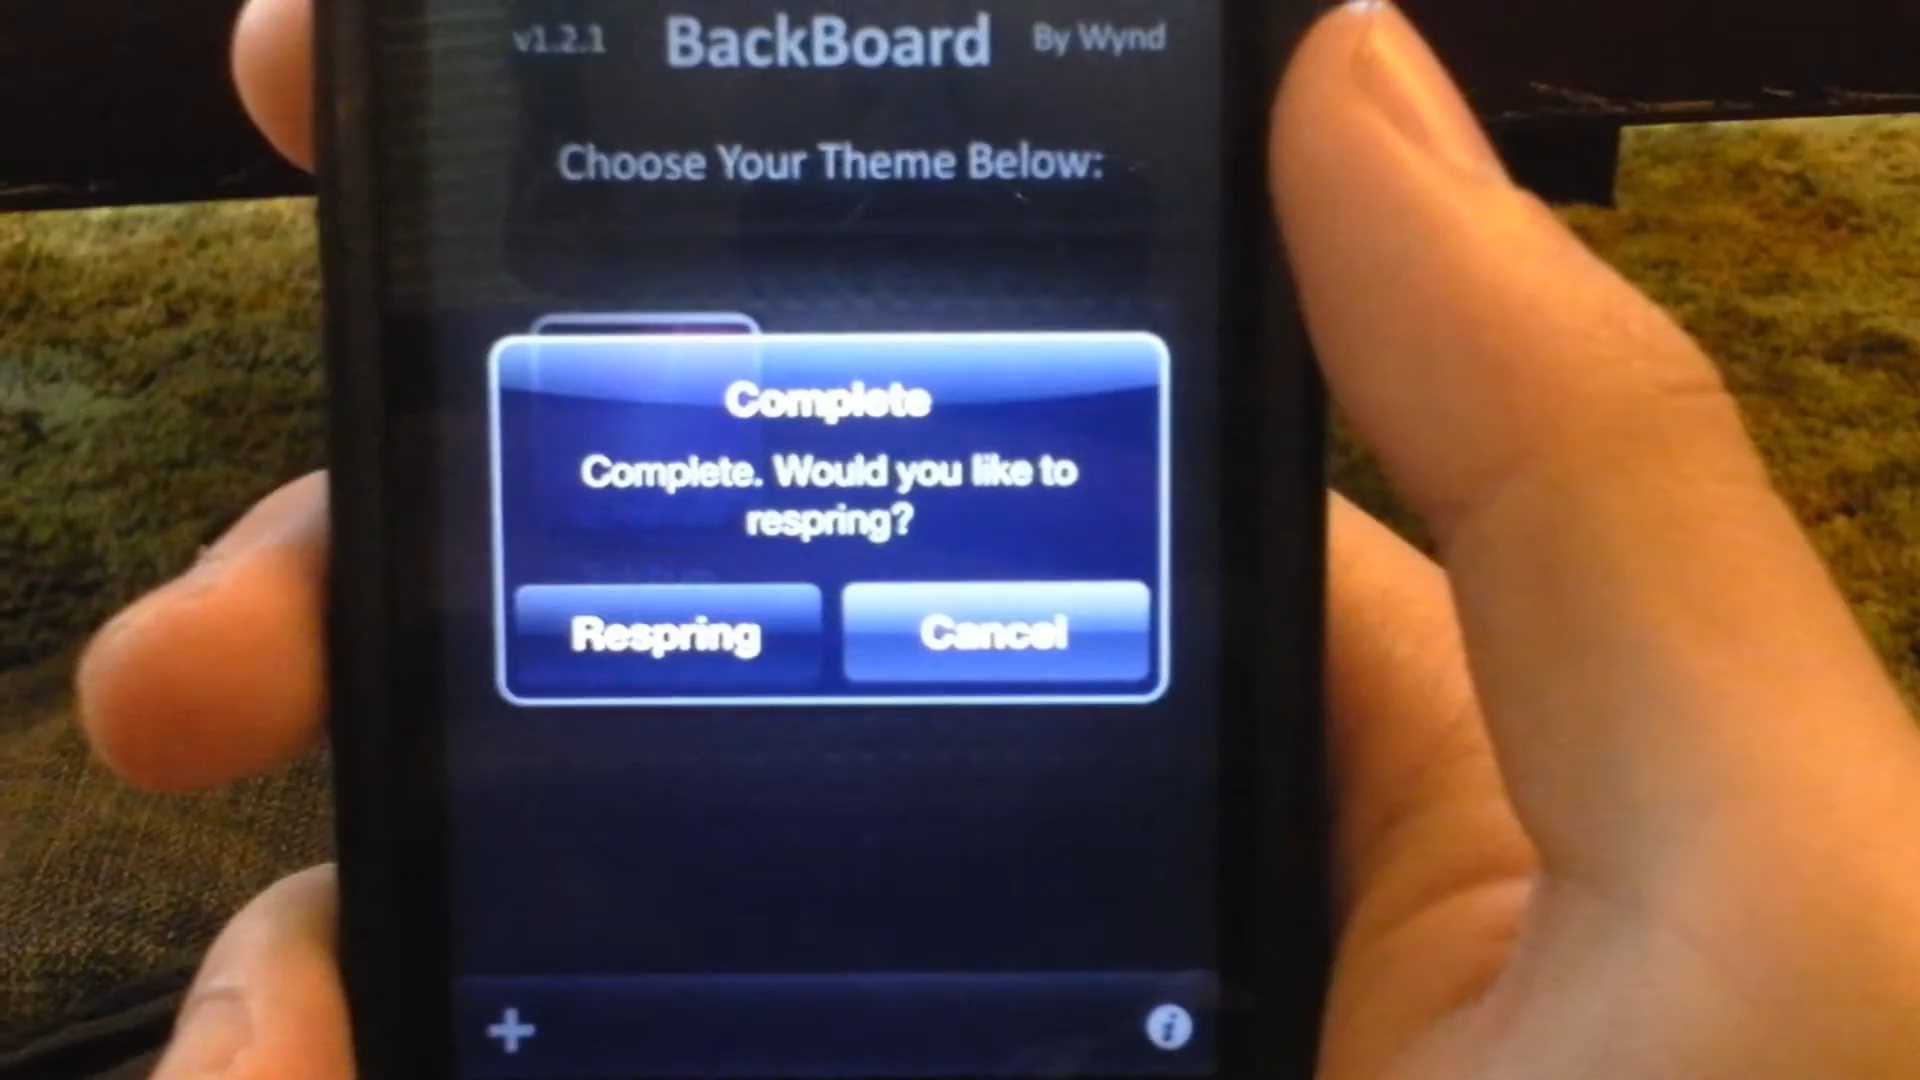 v1.2.1 BackBoard By Wynd
Choose Your Theme Below:
Complete
Complete. Would you like to
respring?
Respring Cancel